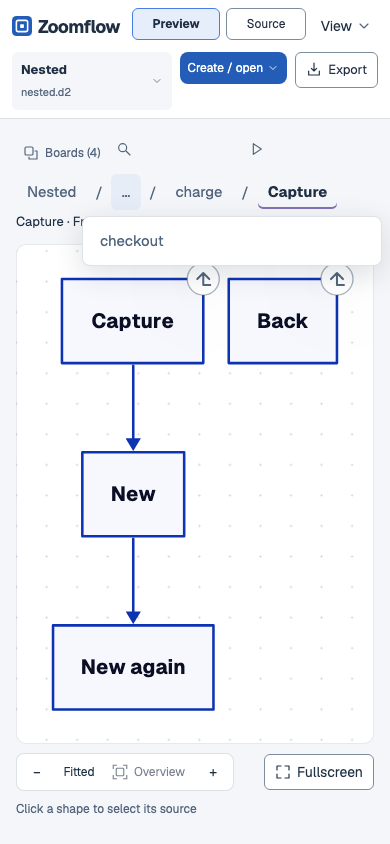 Zoomflow
Preview
Source
View
Nested
nested.d2
Create / open
Export
Boards (4)
Nested / ... / charge / Capture
Capture · Fr
checkout
Capture
Back
New
New again
− Fitted Overview +
Fullscreen
Click a shape to select its source